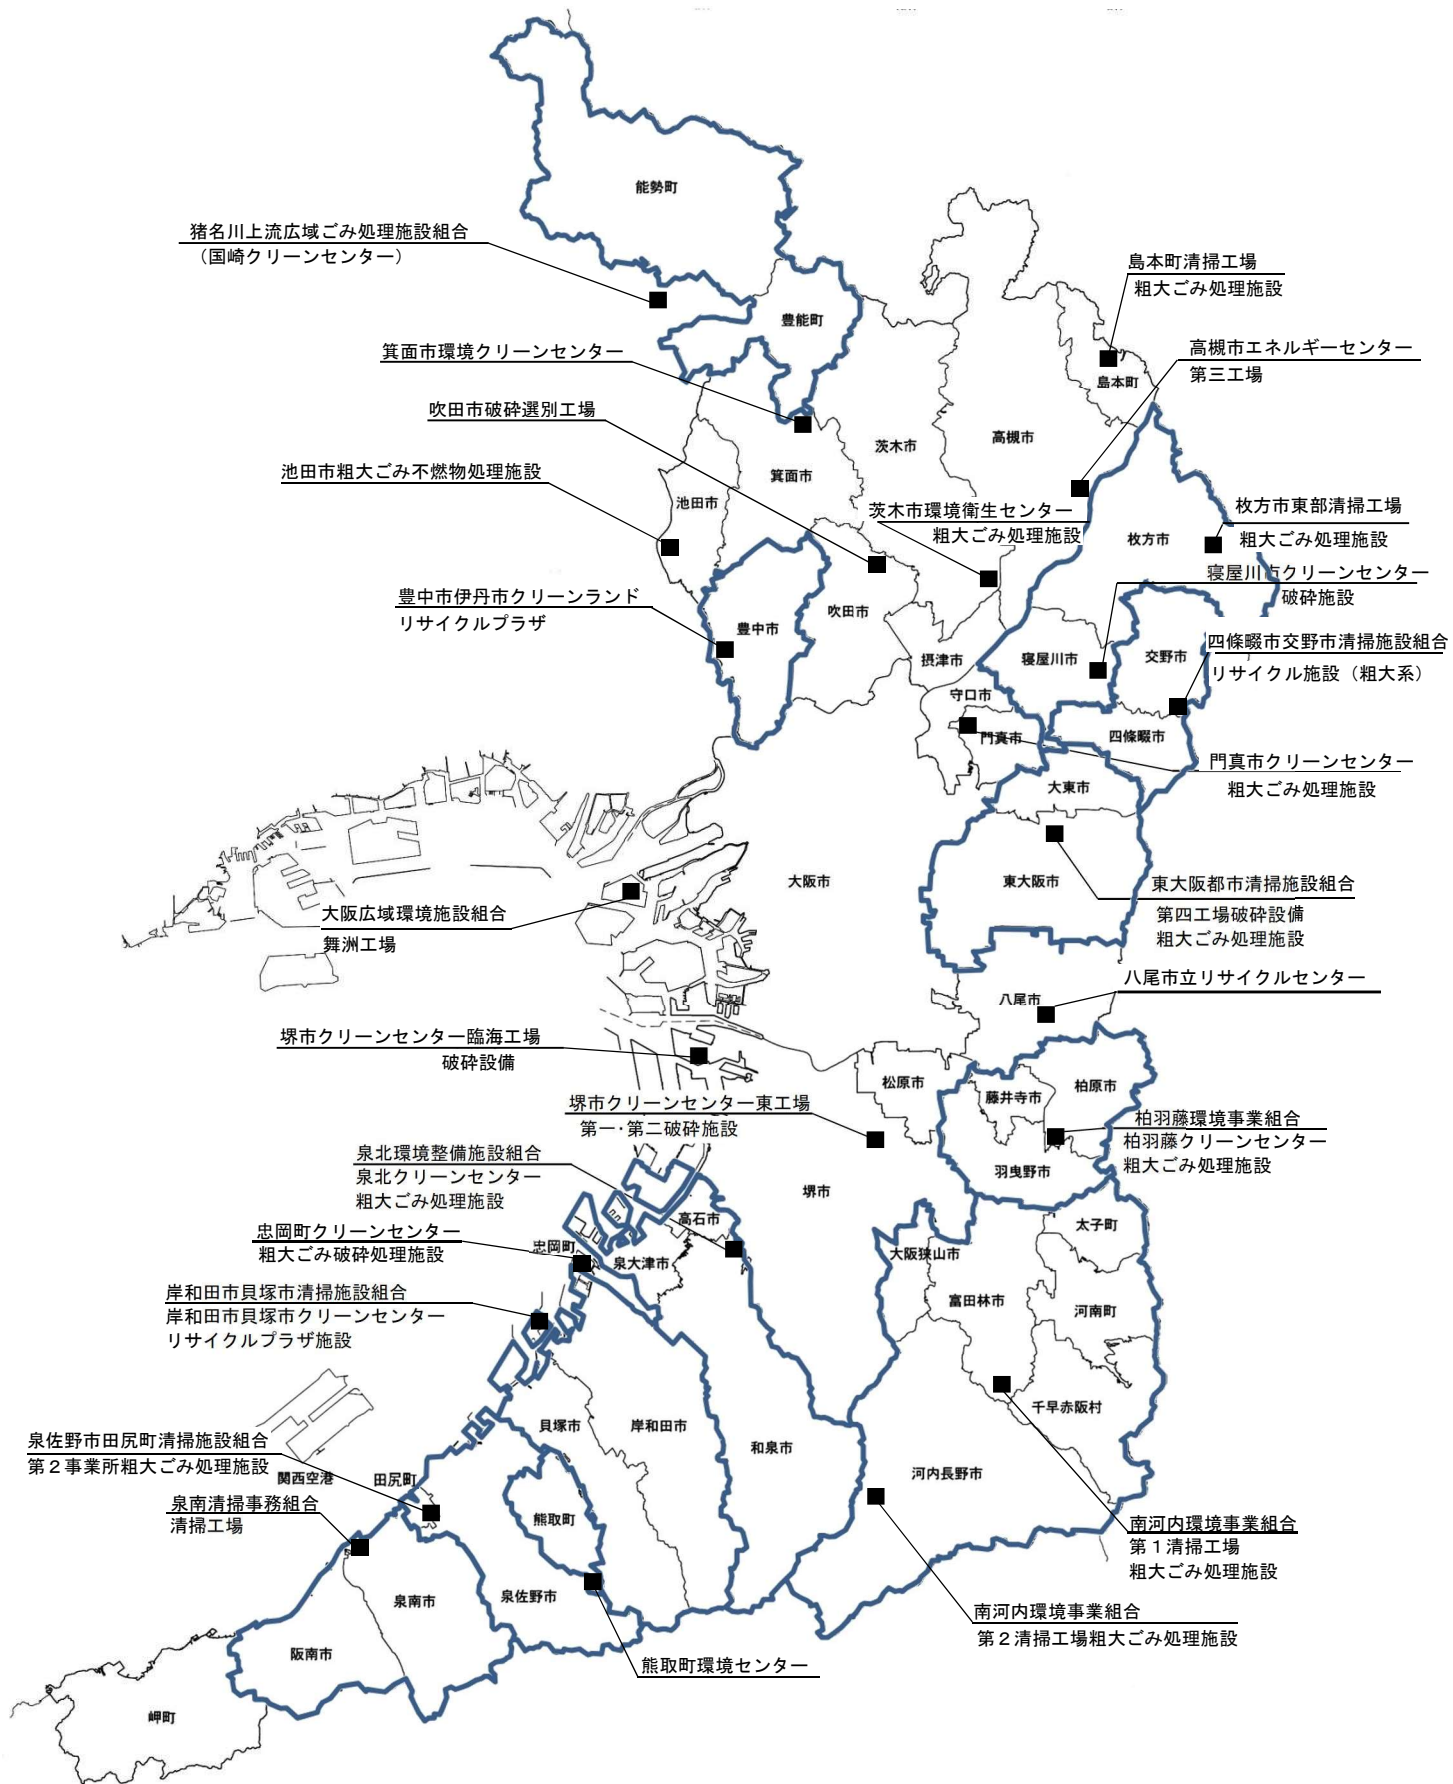 能勢町
猪名川上流広域ごみ処理施設組合
（国崎クリーンセンター）
島本町清掃工場
粗大ごみ処理施設
豊能町
箕面市環境クリーンセンター
高槻市エネルギーセンター
第三工場
島本町
吹田市破砕選別工場
茨木市
高槻市
池田市粗大ごみ不燃物処理施設
箕面市
池田市
茨木市環境衛生センター
粗大ごみ処理施設
枚方市東部清掃工場
粗大ごみ処理施設
枚方市
寝屋川市クリーンセンター
破砕施設
豊中市伊丹市クリーンランド
リサイクルプラザ
吹田市
豊中市
四條畷市交野市清掃施設組合
リサイクル施設（粗大系）
摂津市
寝屋川市
交野市
守口市
門真市
四條畷市
門真市クリーンセンター
粗大ごみ処理施設
大東市
大阪市
東大阪市
東大阪都市清掃施設組合
第四工場破砕設備
粗大ごみ処理施設
大阪広域環境施設組合
舞洲工場
八尾市立リサイクルセンター
八尾市
堺市クリーンセンター臨海工場
破砕設備
松原市
藤井寺市
柏原市
堺市クリーンセンター東工場
第一・第二破砕施設
柏羽藤環境事業組合
柏羽藤クリーンセンター
粗大ごみ処理施設
泉北環境整備施設組合
泉北クリーンセンター
粗大ごみ処理施設
羽曳野市
堺市
高石市
太子町
忠岡町クリーンセンター
粗大ごみ破砕処理施設
忠岡町
泉大津市
大阪狭山市
岸和田市貝塚市清掃施設組合
岸和田市貝塚市クリーンセンター
リサイクルプラザ施設
富田林市
河南町
千早赤阪村
貝塚市
岸和田市
和泉市
泉佐野市田尻町清掃施設組合
第２事業所粗大ごみ処理施設
関西空港
田尻町
河内長野市
泉南清掃事務組合
清掃工場
熊取町
南河内環境事業組合
第１清掃工場
粗大ごみ処理施設
泉南市
泉佐野市
南河内環境事業組合
第２清掃工場粗大ごみ処理施設
阪南市
熊取町環境センター
岬町